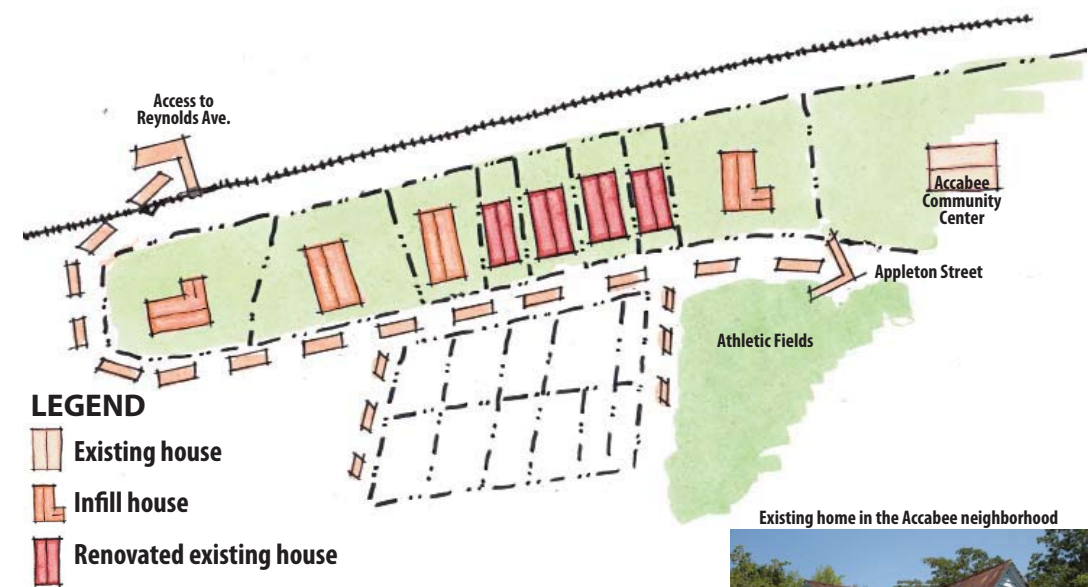 Access to
Reynolds Ave.
Accabee
Community
Center
Appleton Street
Athletic Fields
LEGEND
Existing house
Infill house
Renovated existing house
Existing home in the Accabee neighborhood